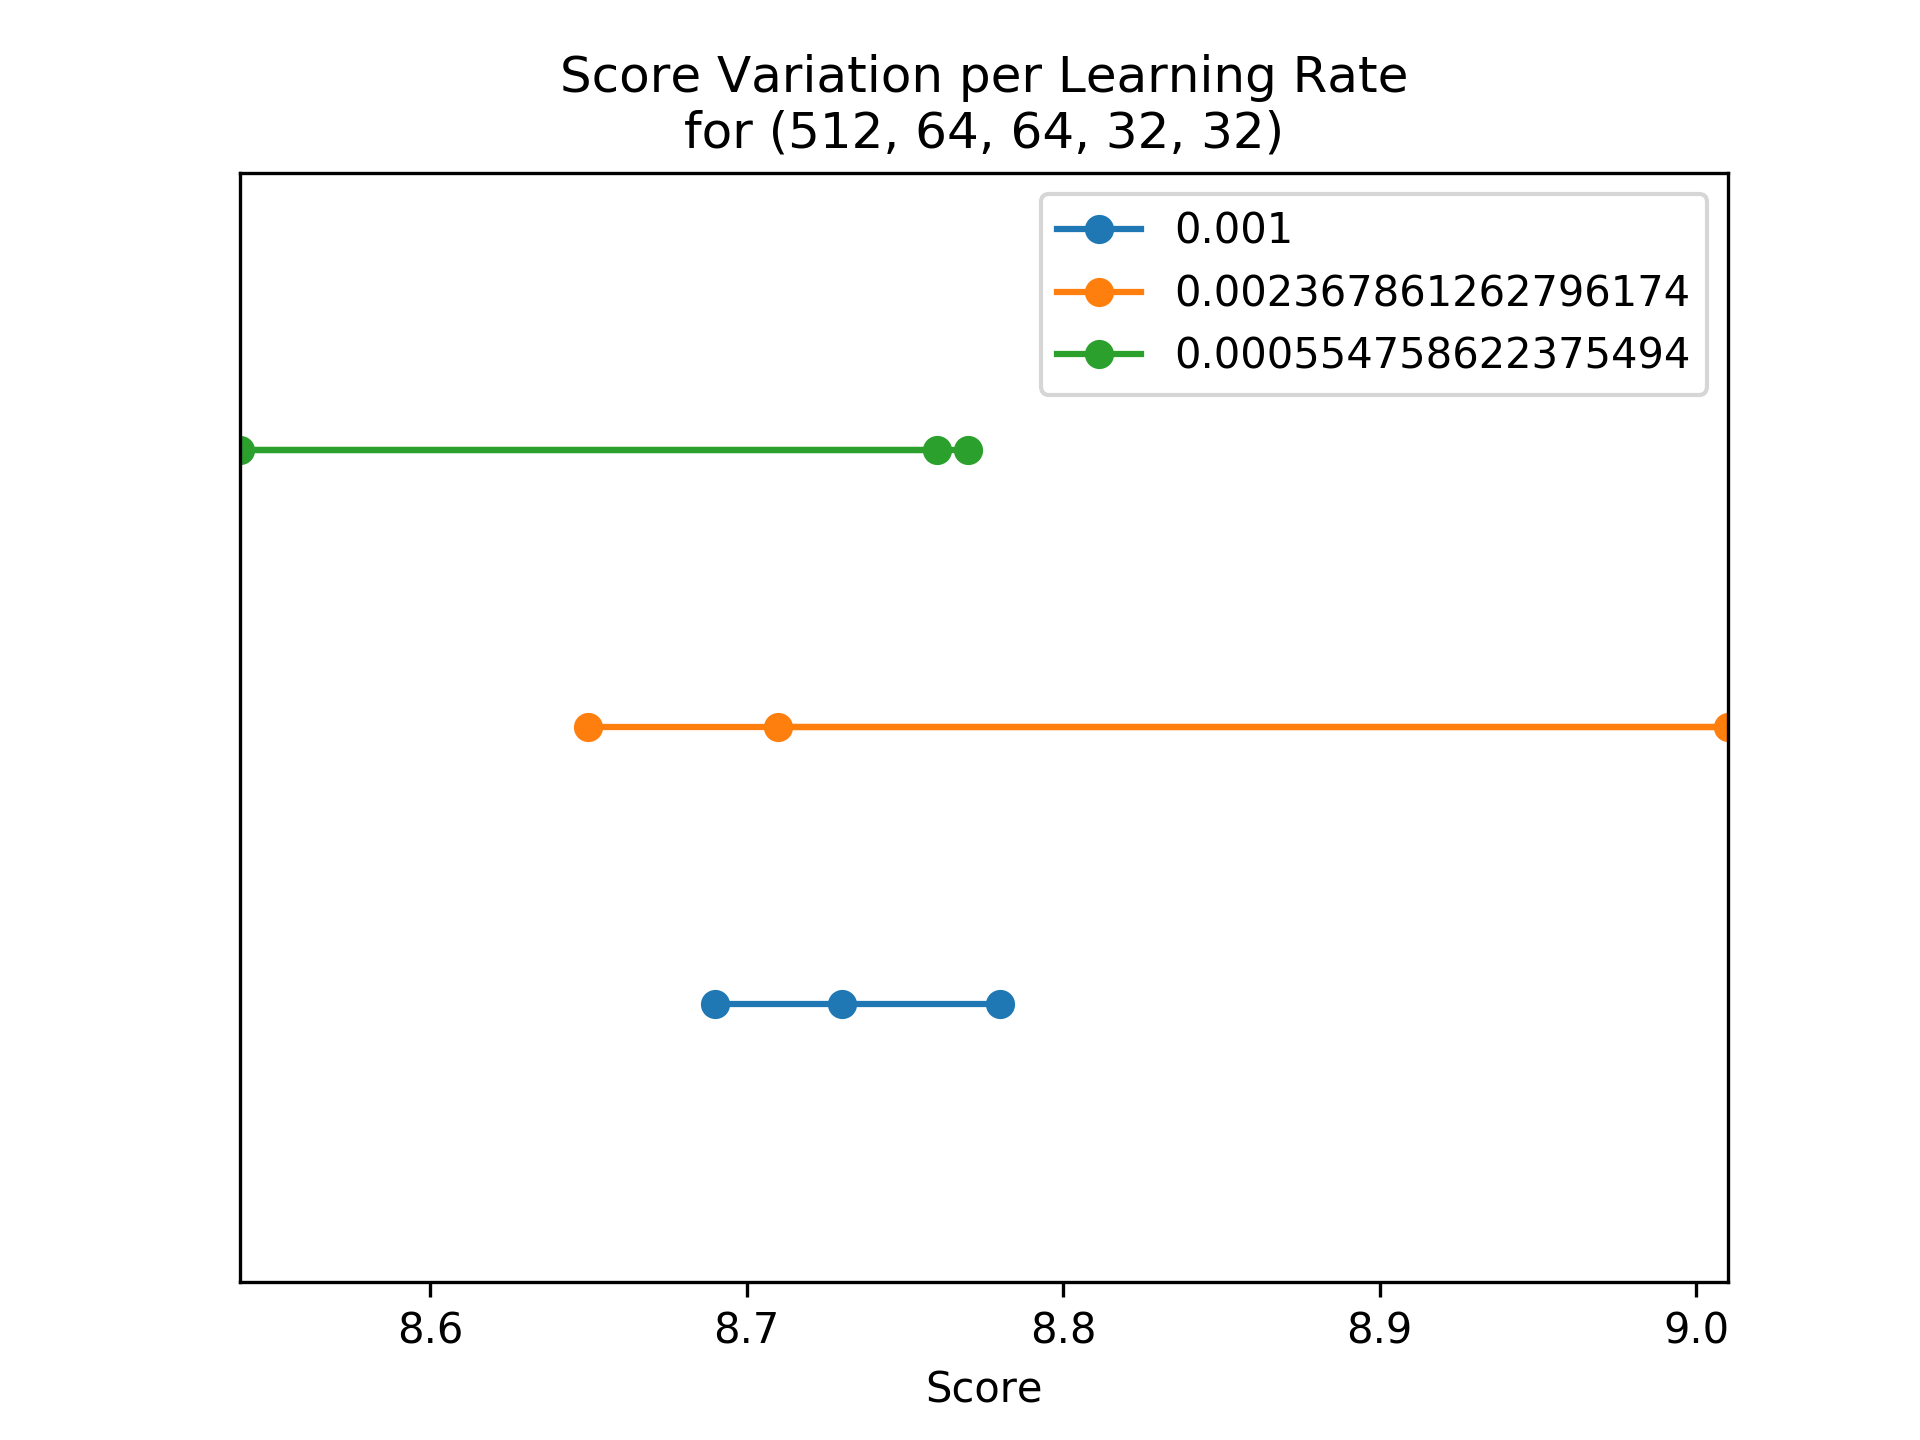 Score Variation per Learning Rate
for (512, 64, 64, 32, 32)
0.001
0.002367861262796174
0.000554758622375494
8.6 8.7 8.8 8.9 9.0
Score